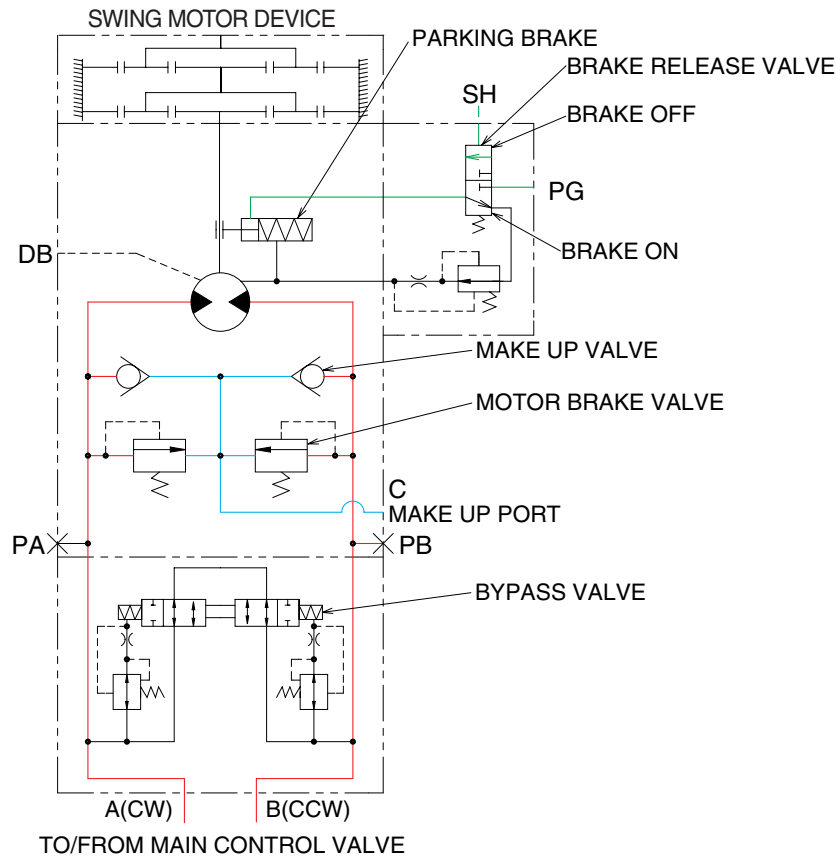 SWING MOTOR DEVICE
PARKING BRAKE
BRAKE RELEASE VALVE
SH
BRAKE OFF
PG
BRAKE ON
DB
MAKE UP VALVE
MOTOR BRAKE VALVE
C
MAKE UP PORT
PA
PB
BYPASS VALVE
A(CW)
B(CCW)
TO/FROM MAIN CONTROL VALVE